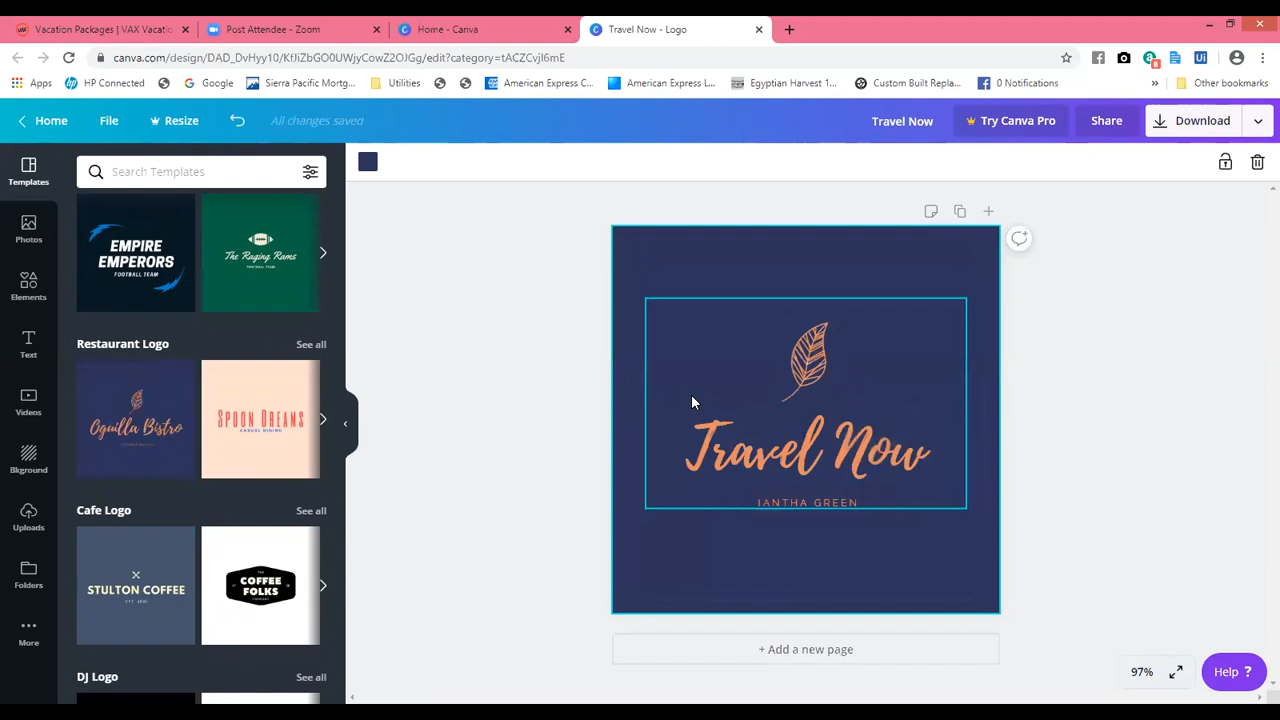 Vacation Packages | VAX Vacatio
Post Attendee - Zoom
Home - Canva
Travel Now - Logo
canva.com/design/DAD_DvHyy10/KfJiZbGO0UWjyCowZ2OJGg/edit?category=tACZCvjI6mE
Apps
HP Connected
Google
Sierra Pacific Mortg...
Utilities
American Express C...
American Express L...
Egyptian Harvest 1...
Custom Built Repla...
0 Notifications
»
Other bookmarks
Home
File
Resize
All changes saved
Travel Now
Try Canva Pro
Share
Download
Templates
Photos
Elements
Text
Videos
Bkground
Uploads
Folders
More
Search Templates
EMPIRE
EMPERORS
FOOTBALL TEAM
The Raging Rams
FOOTBALL TEAM
Restaurant Logo
See all
Oguilla Bistro
SPOON DREAMS
CASUAL DINING
Cafe Logo
See all
STULTON COFFEE
THE
COFFEE
FOLKS
COMPANY
DJ Logo
See all
Travel Now
IANTHA GREEN
+ Add a new page
97%
Help ?